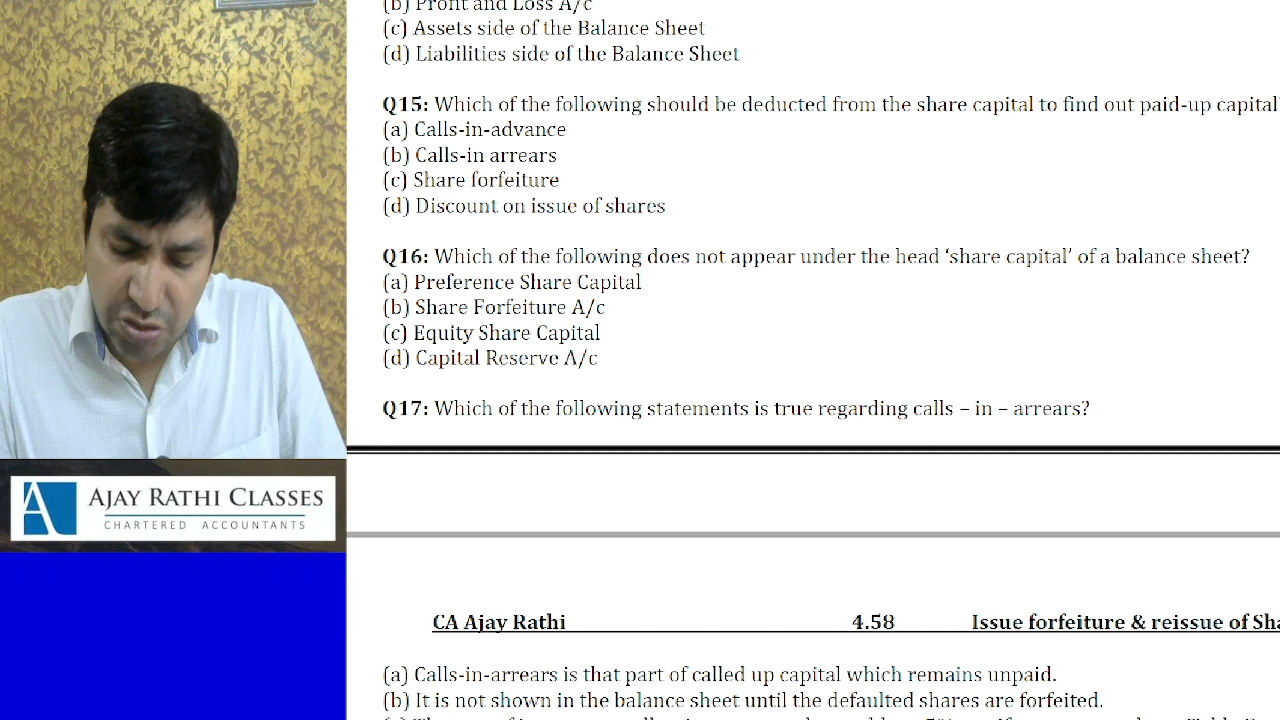 (b) Profit and Loss A/c
(c) Assets side of the Balance Sheet
(d) Liabilities side of the Balance Sheet
Q15: Which of the following should be deducted from the share capital to find out paid-up capital
(a) Calls-in-advance
(b) Calls-in arrears
(c) Share forfeiture
(d) Discount on issue of shares
Q16: Which of the following does not appear under the head ‘share capital’ of a balance sheet?
(a) Preference Share Capital
(b) Share Forfeiture A/c
(c) Equity Share Capital
(d) Capital Reserve A/c
Q17: Which of the following statements is true regarding calls – in – arrears?
AJAY RATHI CLASSES
CHARTERED ACCOUNTANTS
CA Ajay Rathi 4.58 Issue forfeiture & reissue of
(a) Calls-in-arrears is that part of called up capital which remains unpaid.
(b) It is not shown in the balance sheet until the defaulted shares are forfeited.